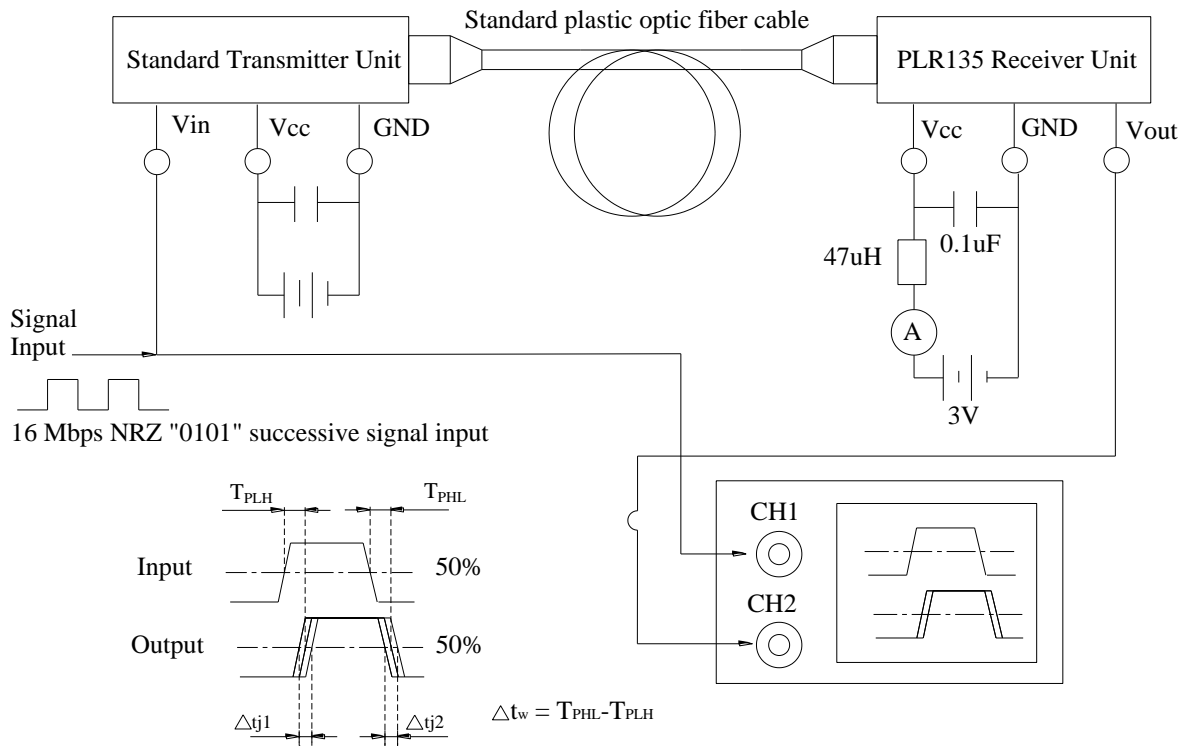 Standard plastic optic fiber cable
Standard Transmitter Unit
PLR135 Receiver Unit
Vin
Vcc
GND
Vcc
GND
Vout
0.1uF
47uH
A
3V
Signal
Input
16 Mbps NRZ "0101" successive signal input
TPLH
TPHL
CH1
Input
50%
CH2
Output
50%
△tj1
△tj2
△tw = TPHL-TPLH